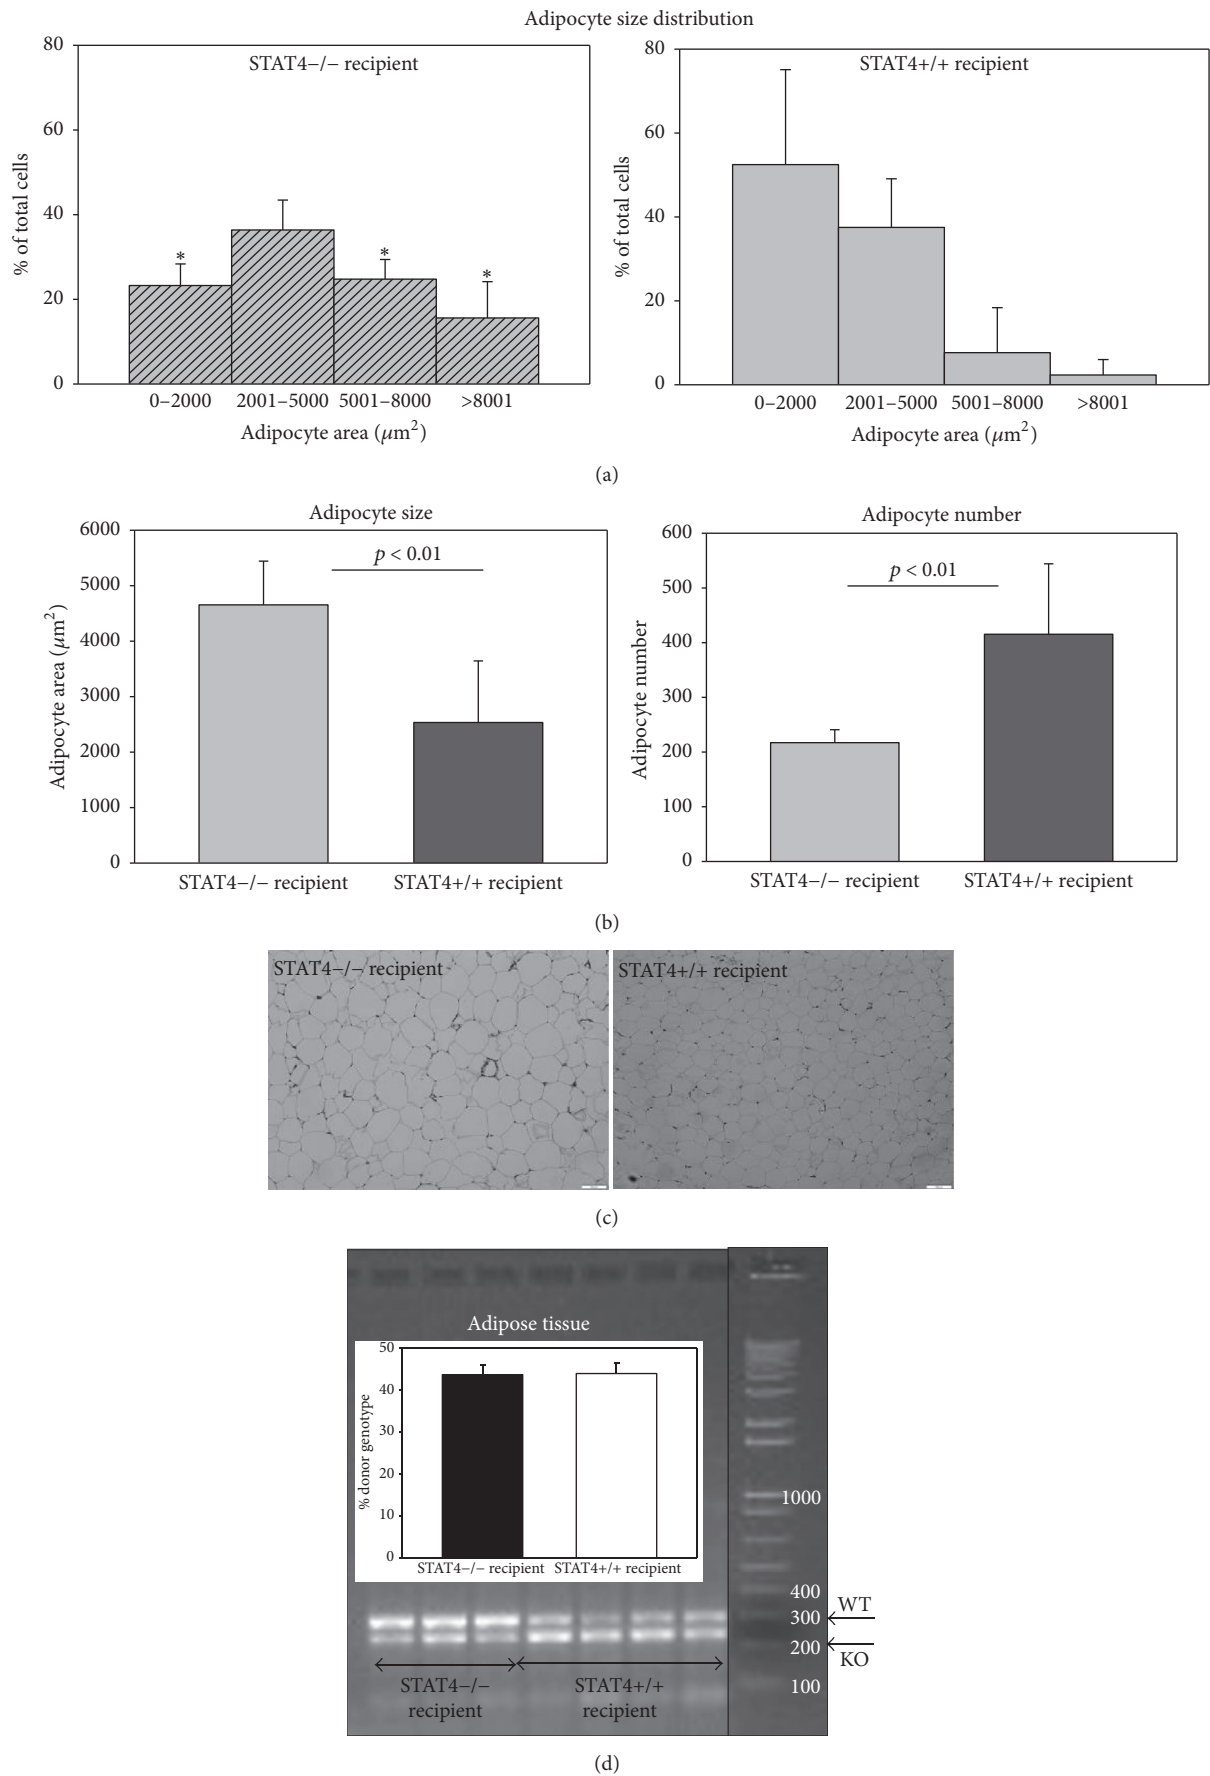 Adipocyte size distribution
STAT4−/− recipient
% of total cells
80
60
40
20
0
*
*
*
0–2000 2001–5000 5001–8000 >8001
Adipocyte area (μm²)
STAT4+/+ recipient
% of total cells
80
60
40
20
0
0–2000 2001–5000 5001–8000 >8001
Adipocyte area (μm²)
(a)
Adipocyte size
Adipocyte area (μm²)
6000
5000
4000
3000
2000
1000
0
p < 0.01
STAT4−/− recipient STAT4+/+ recipient
Adipocyte number
Adipocyte number
600
500
400
300
200
100
0
p < 0.01
STAT4−/− recipient STAT4+/+ recipient
(b)
STAT4−/− recipient
STAT4+/+ recipient
(c)
Adipose tissue
% donor genotype
50
40
30
20
10
0
STAT4−/− recipient STAT4+/+ recipient
1000
400
300
200
100
WT
KO
STAT4−/−
recipient
STAT4+/+
recipient
(d)